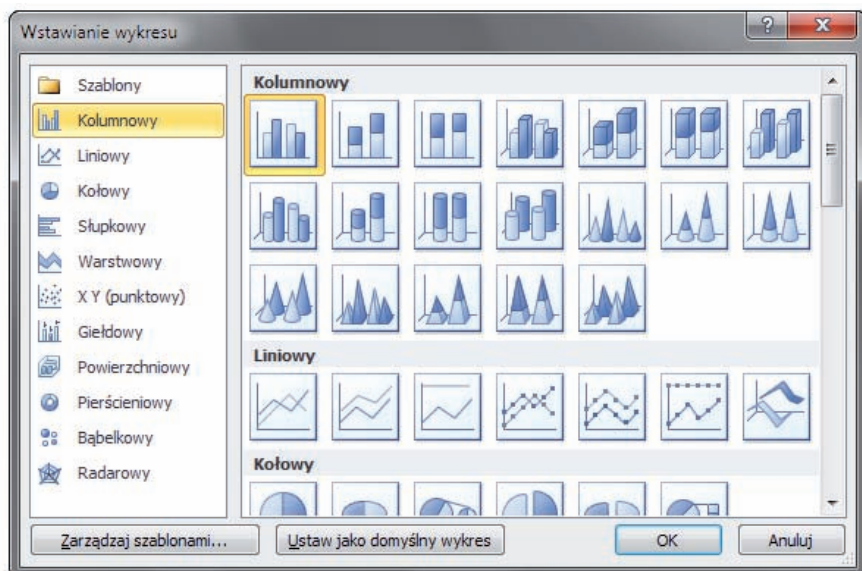 Wstawianie wykresu
Szablony
Kolumnowy
Liniowy
Kołowy
Słupkowy
Warstwowy
X Y (punktowy)
Giełdowy
Powierzchniowy
Pierścieniowy
Bąbelkowy
Radarowy
Kolumnowy
Liniowy
Kołowy
Zarządzaj szablonami...
Ustaw jako domyślny wykres
OK
Anuluj